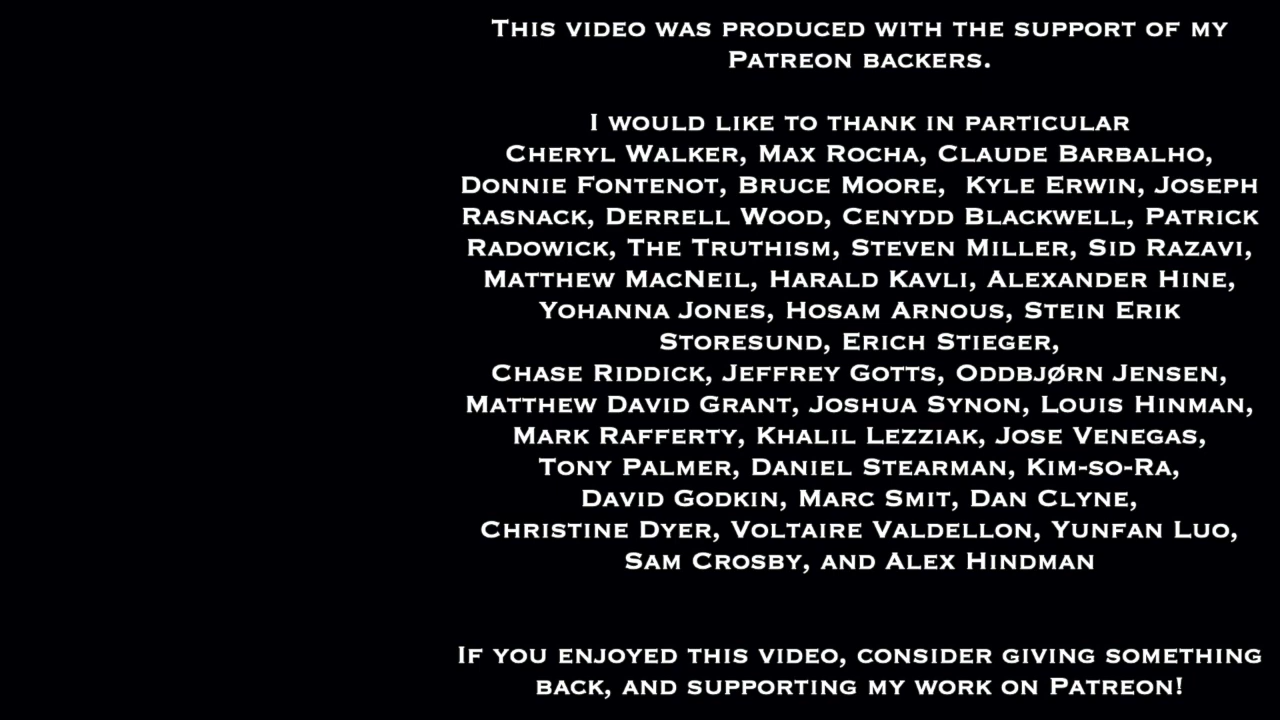 This video was produced with the support of my
Patreon backers.
I would like to thank in particular
Cheryl Walker, Max Rocha, Claude Barbalho,
Donnie Fontenot, Bruce Moore,  Kyle Erwin, Joseph
Rasnack, Derrell Wood, Cenydd Blackwell, Patrick
Radowick, The Truthism, Steven Miller, Sid Razavi,
Matthew MacNeil, Harald Kavli, Alexander Hine,
Yohanna Jones, Hosam Arnous, Stein Erik
Storesund, Erich Stieger,
Chase Riddick, Jeffrey Gotts, Oddbjørn Jensen,
Matthew David Grant, Joshua Synon, Louis Hinman,
Mark Rafferty, Khalil Lezziak, Jose Venegas,
Tony Palmer, Daniel Stearman, Kim-so-Ra,
David Godkin, Marc Smit, Dan Clyne,
Christine Dyer, Voltaire Valdellon, Yunfan Luo,
Sam Crosby, and Alex Hindman
If you enjoyed this video, consider giving something
back, and supporting my work on Patreon!